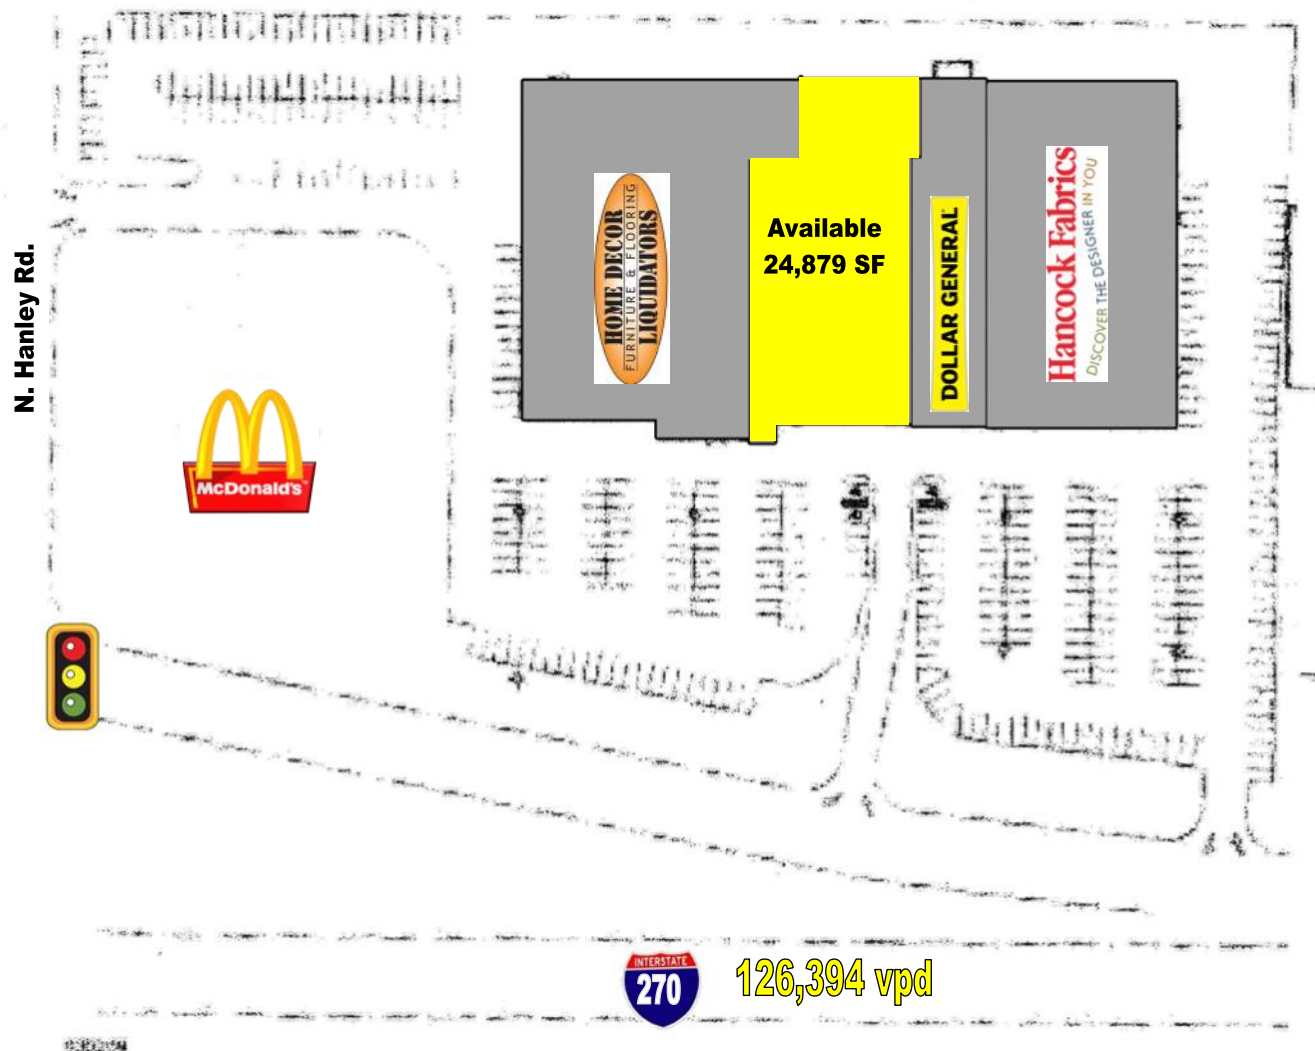 N. Hanley Rd.
McDonald's
HOME DECOR
FURNITURE & FLOORING
LIQUIDATORS
Available
24,879 SF
DOLLAR GENERAL
Hancock Fabrics
DISCOVER THE DESIGNER IN YOU
INTERSTATE
270
126,394 vpd